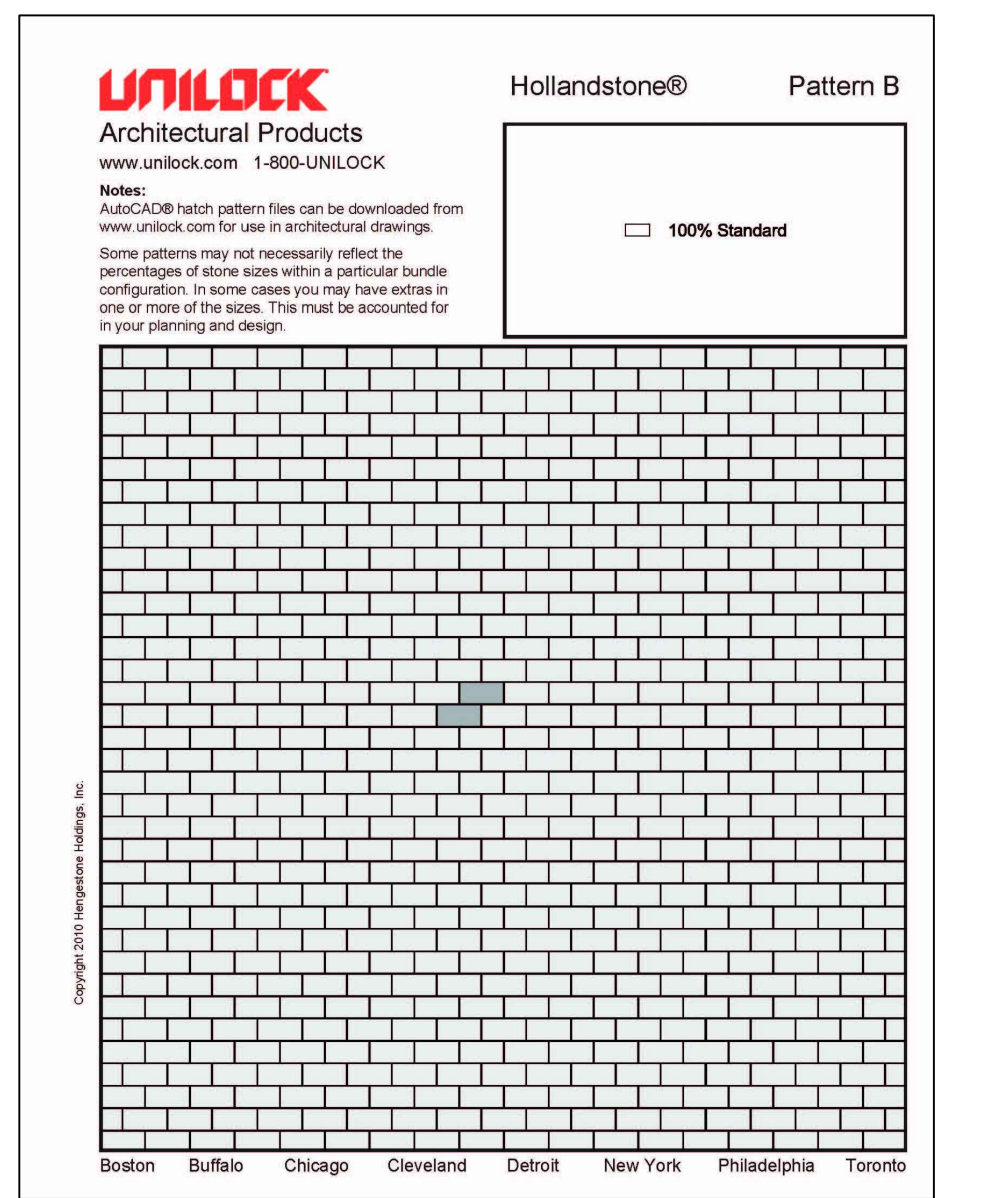 UNILOCK
Architectural Products
www.unilock.com 1-800-UNILOCK
Notes:
AutoCAD® hatch pattern files can be downloaded from
www.unilock.com for use in architectural drawings.
Some patterns may not necessarily reflect the
percentages of stone sizes within a particular bundle
configuration. In some cases you may have extras in
one or more of the sizes. This must be accounted for
in your planning and design.
Hollandstone® Pattern B
100% Standard
Copyright 2010 Hengestone Holdings, Inc.
Boston Buffalo Chicago Cleveland Detroit New York Philadelphia Toronto